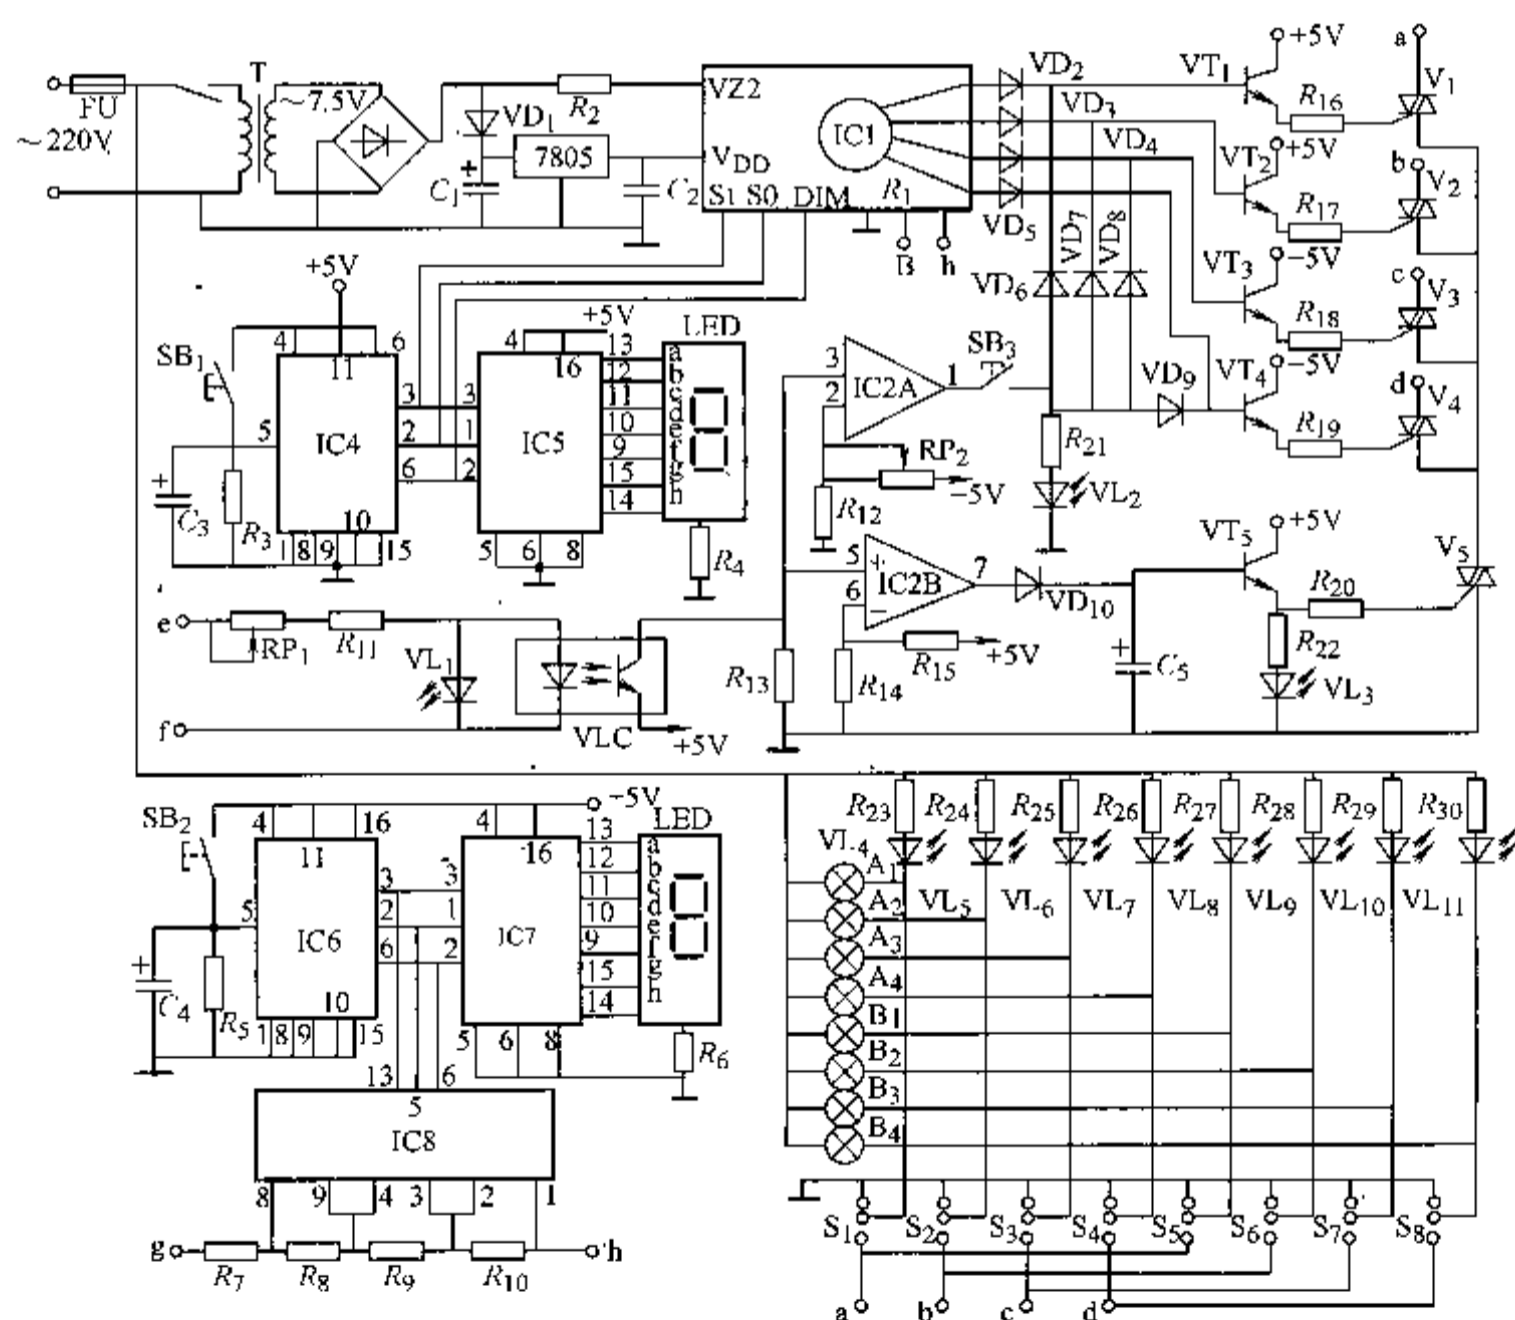 FU
~220V
T
~7.5V
VD1
R2
C1
+
7805
C2
VZ2
VDD
S1 S0 DIM
IC1
R1
B
h
VD2
VD3
VD4
VD5
VD6
VD7
VD8
VD9
VT1
+5V
R16
a
V1
VT2
+5V
R17
b
V2
VT3
-5V
R18
c
V3
VT4
-5V
R19
d
V4
+5V
SB1
4
11
6
5
IC4
3
2
6
+
C3
R3
1 8 9 10 15
+5V
4
16
3
1
2
IC5
13
12
11
10
9
15
14
5 6 8
LED
a
b
c
d
e
f
g
h
R4
3
2
IC2A
1
SB3
RP2
-5V
R12
R21
VL2
5
+
6
−
IC2B
7
VD10
R13
R14
R15
+5V
+
C5
VT5
+5V
R20
V5
R22
VL3
e
RP1
R11
VL1
VLC
+5V
f
SB2
4
16
11
5
IC6
3
2
6
+
C4
R5
1 8 9 10 15
+5V
4
16
3
1
2
IC7
13
12
11
10
9
15
14
5 6 8
LED
a
b
c
d
e
f
g
h
R6
13 5 6
IC8
8 9 4 3 2 1
g
R7
R8
R9
R10
h
R23 R24 R25 R26 R27 R28 R29 R30
VL4
VL5 VL6 VL7 VL8 VL9 VL10 VL11
A1
A2
A3
A4
B1
B2
B3
B4
S1 S2 S3 S4 S5 S6 S7 S8
a b c d